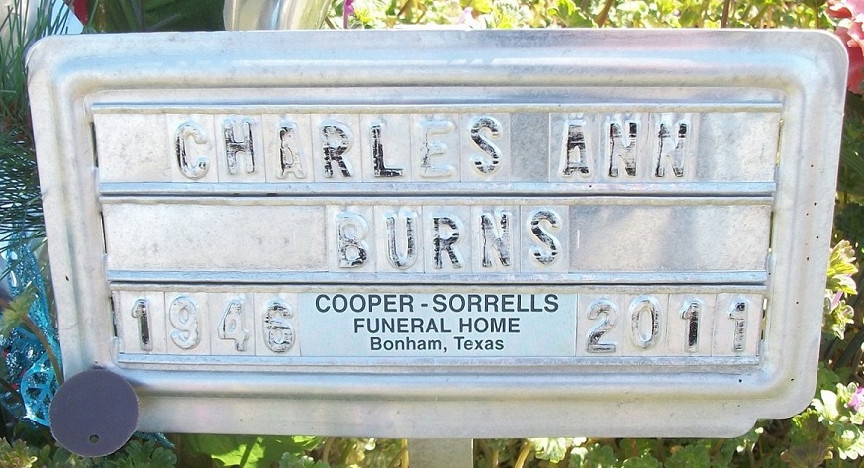 CHARLES ANN
BURNS
1946 COOPER-SORRELLS 2011
FUNERAL HOME
Bonham, Texas